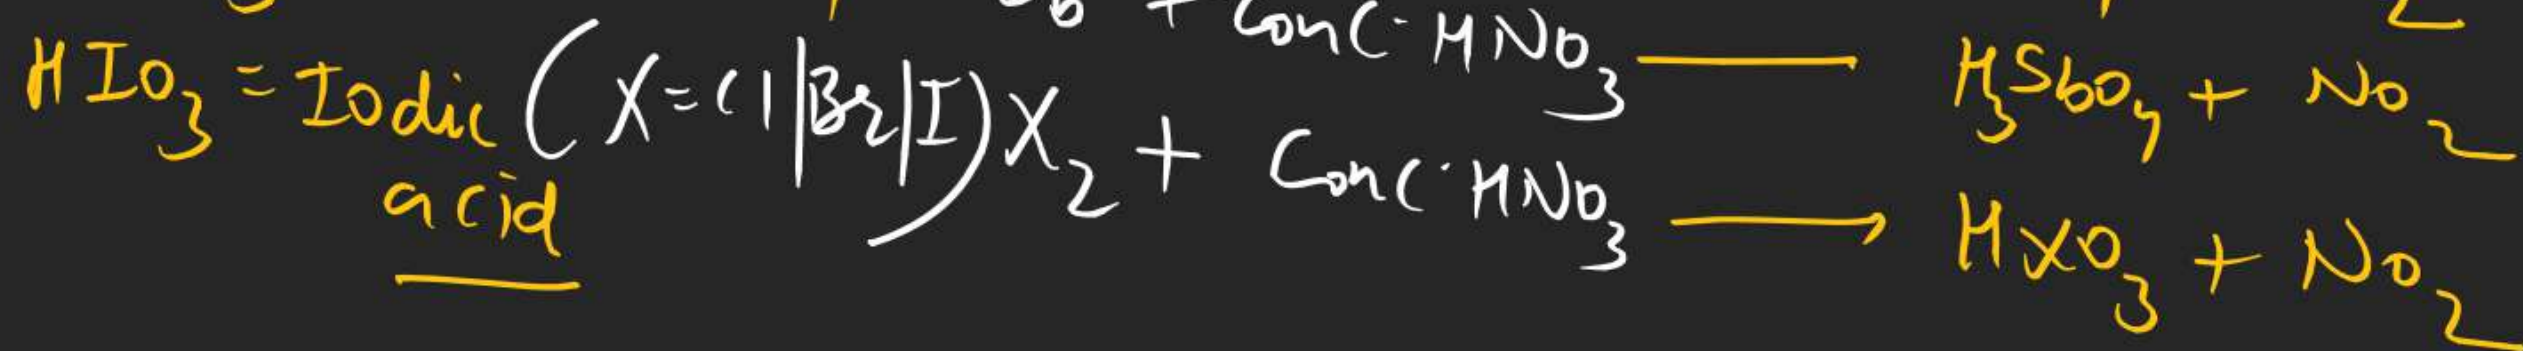 + Conc. HNO3 — H3SbO4 + NO2
HIO3 = Iodic acid
(X=Cl|Br|I) X2 + Conc. HNO3 → HXO3 + NO2